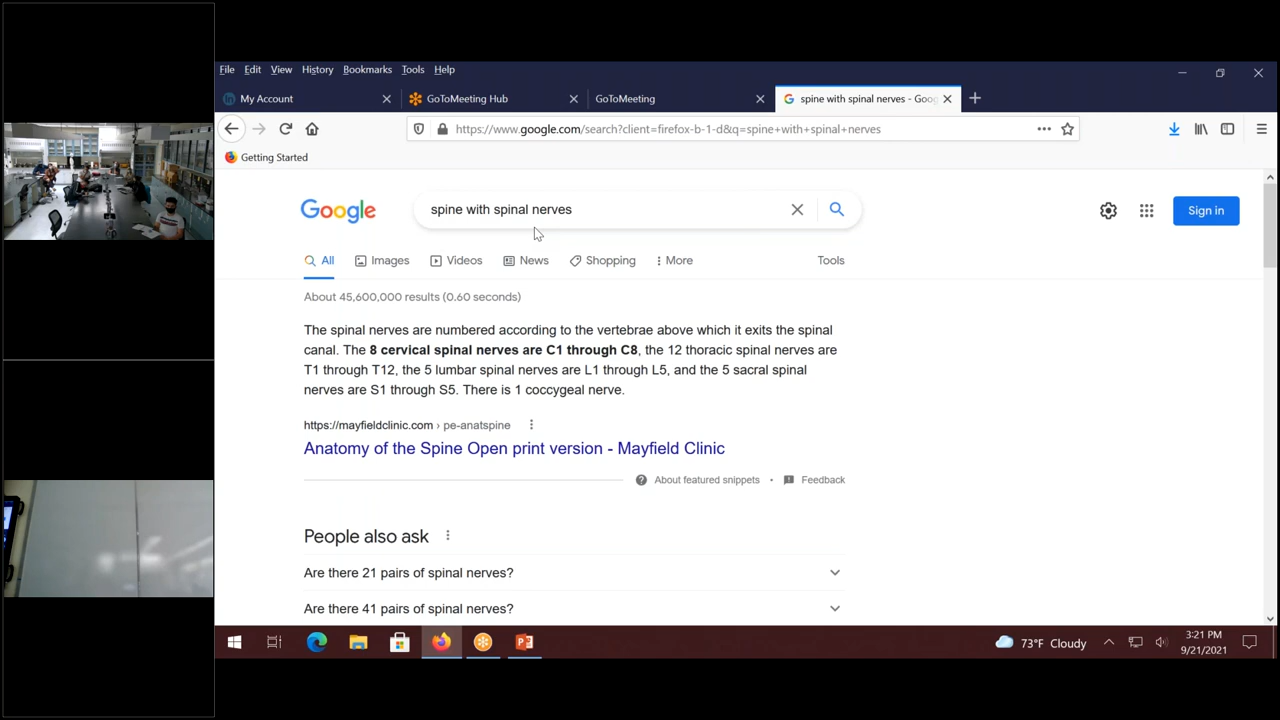 File Edit View History Bookmarks Tools Help
My Account
GoToMeeting Hub
GoToMeeting
spine with spinal nerves - Goog
https://www.google.com/search?client=firefox-b-1-d&q=spine+with+spinal+nerves
Getting Started
Google
spine with spinal nerves
Sign in
All Images Videos News Shopping More Tools
About 45,600,000 results (0.60 seconds)
The spinal nerves are numbered according to the vertebrae above which it exits the spinal
canal. The 8 cervical spinal nerves are C1 through C8, the 12 thoracic spinal nerves are
T1 through T12, the 5 lumbar spinal nerves are L1 through L5, and the 5 sacral spinal
nerves are S1 through S5. There is 1 coccygeal nerve.
https://mayfieldclinic.com › pe-anatspine
Anatomy of the Spine Open print version - Mayfield Clinic
About featured snippets • Feedback
People also ask
Are there 21 pairs of spinal nerves?
Are there 41 pairs of spinal nerves?
73°F Cloudy
3:21 PM
9/21/2021